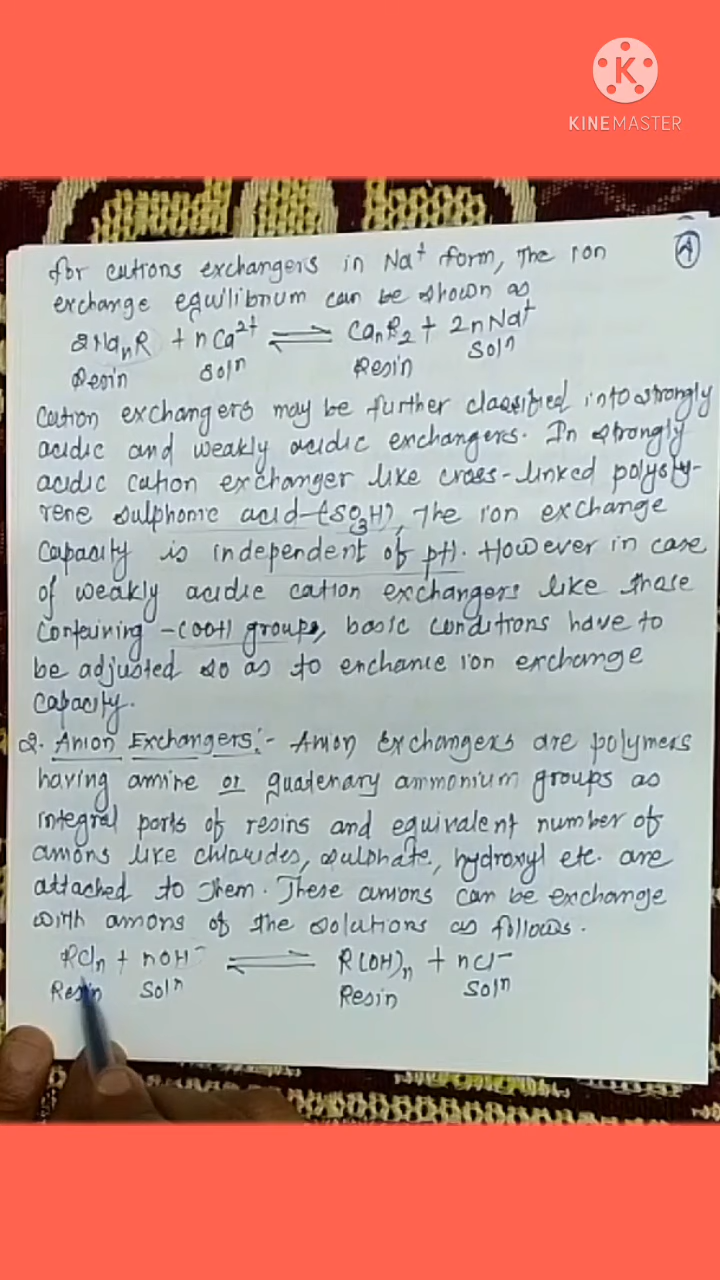 K
KINEMASTER
A
for cutions exchangers in Na⁺ form, The ion
exchange equilibrium can be shown as
2NaₙR + nCa²⁺ ⇌ CaₙR₂ + 2nNa⁺
Resin Solⁿ Resin Solⁿ
Cation exchangers may be further classified into strongly
acidic and weakly acidic exchangers. In strongly
acidic cation exchanger like cross-linked polysty-
rene sulphonic acid-(SO₃H), The ion exchange
Capacity is independent of pH. However in case
of weakly acidic cation exchangers like those
Containing -COOH groups, basic conditions have to
be adjusted so as to enchance ion exchange
Capacity.
2. Anion Exchangers:- Anion Exchangers are polymers
having amine or quatenary ammonium groups as
integral ports of resins and equivalent number of
anions like chlorides, sulphate, hydroxyl etc. are
attached to them. These anions can be exchange
with anions of the solutions as follows.
RClₙ + nOH⁻ ⇌ R(OH)ₙ + nCl⁻
Resin Solⁿ Resin Solⁿ